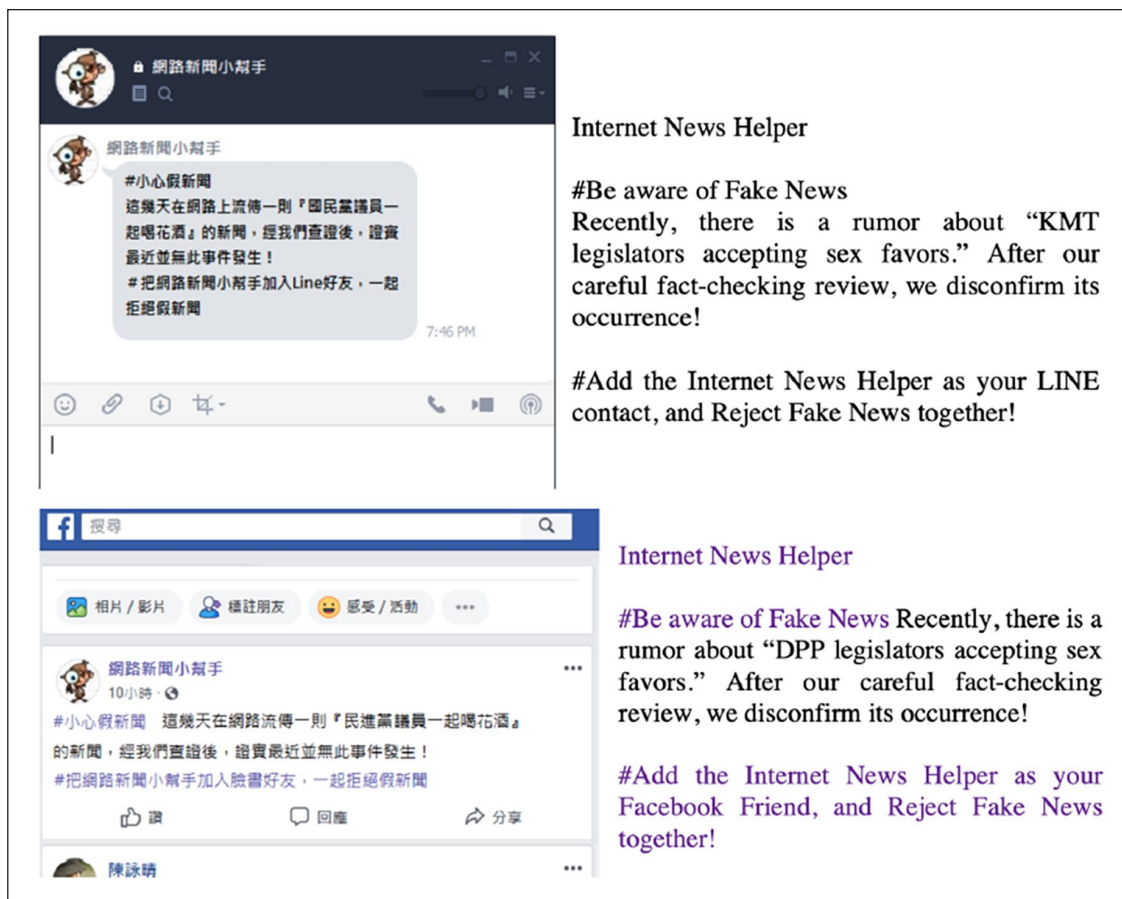 網路新聞小幫手
網路新聞小幫手
#小心假新聞
這幾天在網路上流傳一則『國民黨議員一
起喝花酒』的新聞，經我們查證後，證實
最近並無此事件發生！
#把網路新聞小幫手加入Line好友，一起
拒絕假新聞
7:46 PM
Internet News Helper
#Be aware of Fake News
Recently, there is a rumor about “KMT
legislators accepting sex favors.” After our
careful fact-checking review, we disconfirm its
occurrence!
#Add the Internet News Helper as your LINE
contact, and Reject Fake News together!
f 搜尋
相片 / 影片 標註朋友 感受 / 活動
網路新聞小幫手
10小時
#小心假新聞 這幾天在網路流傳一則『民進黨議員一起喝花酒』
的新聞，經我們查證後，證實最近並無此事件發生！
#把網路新聞小幫手加入臉書好友，一起拒絕假新聞
讚 回應 分享
陳詠晴
Internet News Helper
#Be aware of Fake News Recently, there is a
rumor about “DPP legislators accepting sex
favors.” After our careful fact-checking
review, we disconfirm its occurrence!
#Add the Internet News Helper as your
Facebook Friend, and Reject Fake News
together!